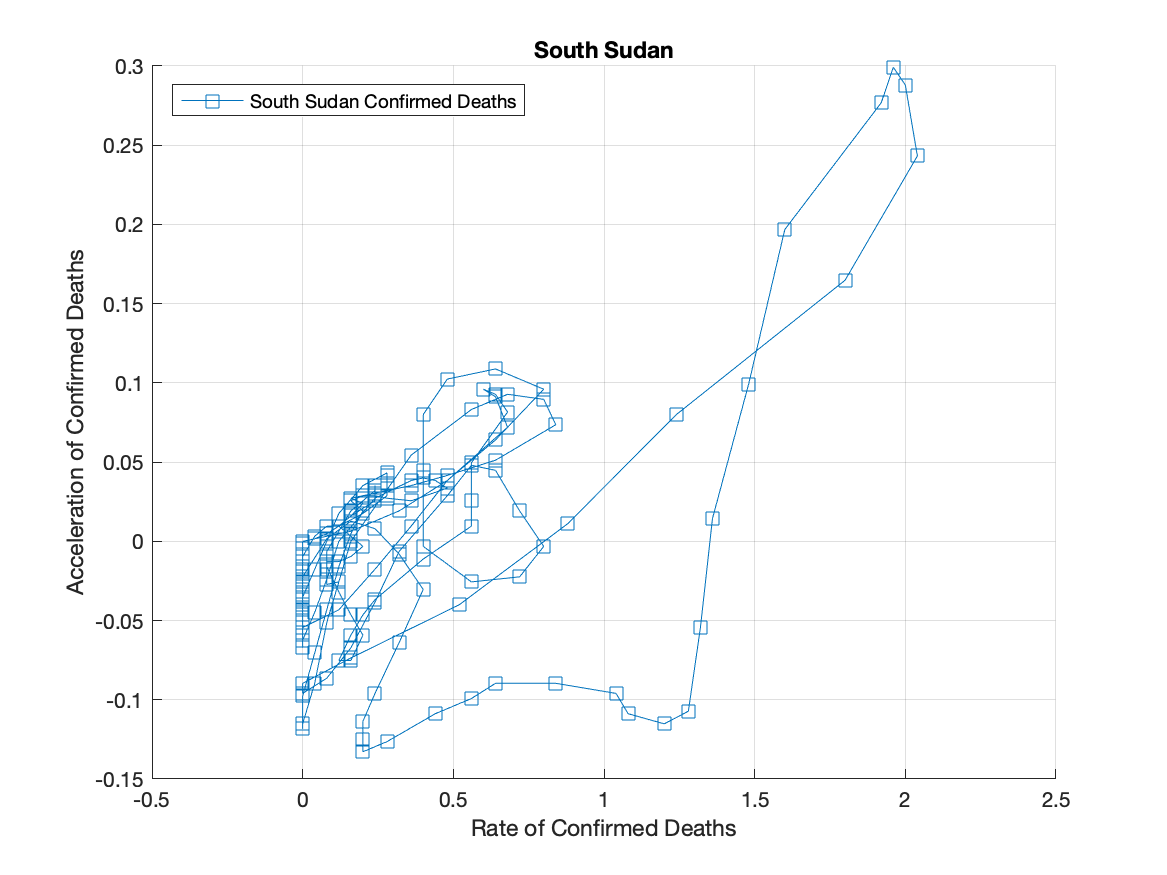 South Sudan
South Sudan Confirmed Deaths
0.3
0.25
0.2
0.15
0.1
0.05
0
-0.05
-0.1
-0.15
Acceleration of Confirmed Deaths
-0.5 0 0.5 1 1.5 2 2.5
Rate of Confirmed Deaths